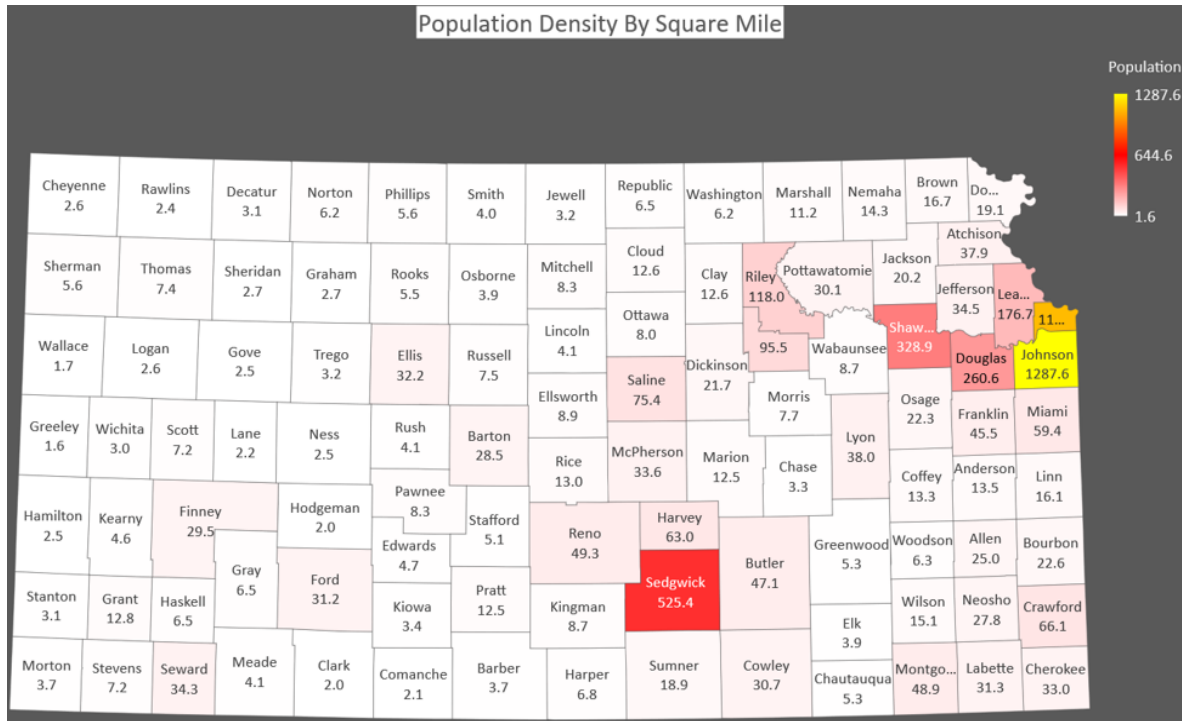 Population Density By Square Mile
Population
1287.6
644.6
1.6
Cheyenne
2.6
Rawlins
2.4
Decatur
3.1
Norton
6.2
Phillips
5.6
Smith
4.0
Jewell
3.2
Republic
6.5
Washington
6.2
Marshall
11.2
Nemaha
14.3
Brown
16.7
Do...
19.1
Atchison
37.9
Sherman
5.6
Thomas
7.4
Sheridan
2.7
Graham
2.7
Rooks
5.5
Osborne
3.9
Mitchell
8.3
Cloud
12.6
Clay
12.6
Riley
118.0
Pottawatomie
30.1
Jackson
20.2
Jefferson
34.5
Lea...
176.7
11...
Wallace
1.7
Logan
2.6
Gove
2.5
Trego
3.2
Ellis
32.2
Russell
7.5
Lincoln
4.1
Ottawa
8.0
Saline
75.4
Dickinson
21.7
95.5
Wabaunsee
8.7
Shaw...
328.9
Douglas
260.6
Johnson
1287.6
Greeley
1.6
Wichita
3.0
Scott
7.2
Lane
2.2
Ness
2.5
Rush
4.1
Barton
28.5
Ellsworth
8.9
Rice
13.0
McPherson
33.6
Marion
12.5
Morris
7.7
Chase
3.3
Lyon
38.0
Osage
22.3
Franklin
45.5
Miami
59.4
Coffey
13.3
Anderson
13.5
Linn
16.1
Hamilton
2.5
Kearny
4.6
Finney
29.5
Hodgeman
2.0
Pawnee
8.3
Edwards
4.7
Stafford
5.1
Reno
49.3
Harvey
63.0
Sedgwick
525.4
Butler
47.1
Greenwood
5.3
Woodson
6.3
Allen
25.0
Bourbon
22.6
Stanton
3.1
Grant
12.8
Haskell
6.5
Gray
6.5
Ford
31.2
Kiowa
3.4
Pratt
12.5
Kingman
8.7
Elk
3.9
Wilson
15.1
Neosho
27.8
Crawford
66.1
Morton
3.7
Stevens
7.2
Seward
34.3
Meade
4.1
Clark
2.0
Comanche
2.1
Barber
3.7
Harper
6.8
Sumner
18.9
Cowley
30.7
Chautauqua
5.3
Montgo...
48.9
Labette
31.3
Cherokee
33.0